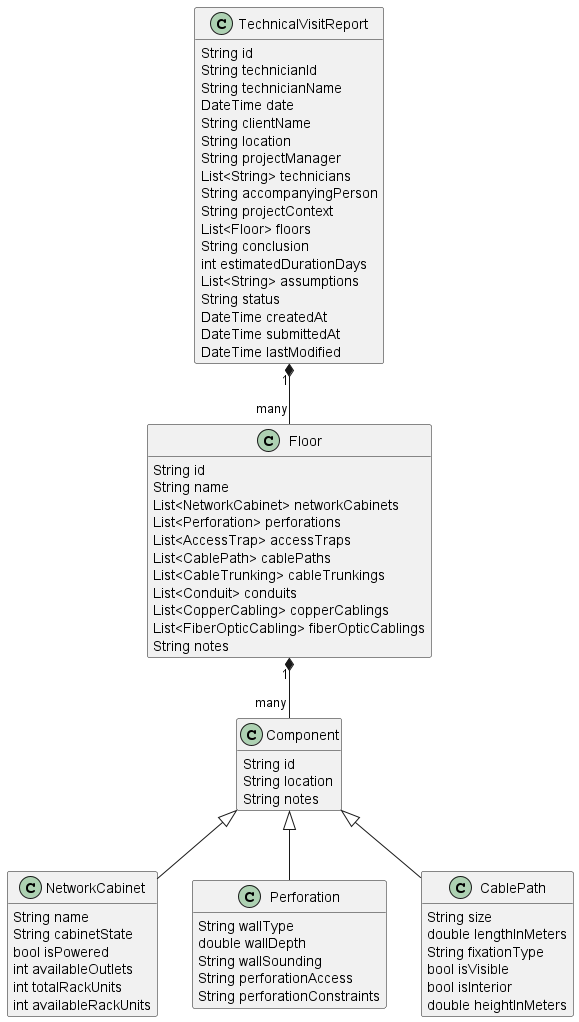 C TechnicalVisitReport
String id
String technicianId
String technicianName
DateTime date
String clientName
String location
String projectManager
List<String> technicians
String accompanyingPerson
String projectContext
List<Floor> floors
String conclusion
int estimatedDurationDays
List<String> assumptions
String status
DateTime createdAt
DateTime submittedAt
DateTime lastModified
1
many
C Floor
String id
String name
List<NetworkCabinet> networkCabinets
List<Perforation> perforations
List<AccessTrap> accessTraps
List<CablePath> cablePaths
List<CableTrunking> cableTrunkings
List<Conduit> conduits
List<CopperCabling> copperCablings
List<FiberOpticCabling> fiberOpticCablings
String notes
1
many
C Component
String id
String location
String notes
C NetworkCabinet
String name
String cabinetState
bool isPowered
int availableOutlets
int totalRackUnits
int availableRackUnits
C Perforation
String wallType
double wallDepth
String wallSounding
String perforationAccess
String perforationConstraints
C CablePath
String size
double lengthInMeters
String fixationType
bool isVisible
bool isInterior
double heightInMeters